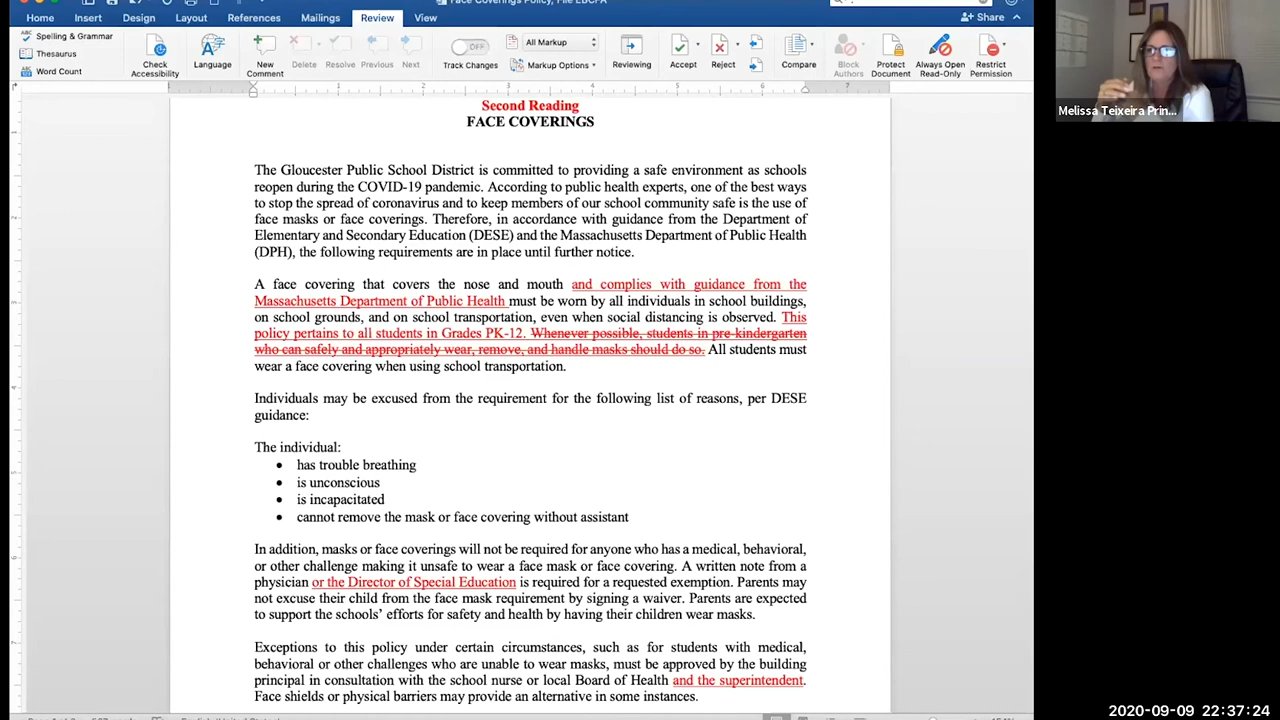 Face Coverings Policy, File EBCFA
Home Insert Design Layout References Mailings Review View Share
Spelling & Grammar
Thesaurus
Word Count
Check Accessibility
Language
New Comment
Delete
Resolve
Previous
Next
OFF
Track Changes
All Markup
Markup Options
Reviewing
Accept
Reject
Compare
Block Authors
Protect Document
Always Open Read-Only
Restrict Permission
Melissa Teixeira Prin...
Second Reading
FACE COVERINGS
The Gloucester Public School District is committed to providing a safe environment as schools
reopen during the COVID-19 pandemic. According to public health experts, one of the best ways
to stop the spread of coronavirus and to keep members of our school community safe is the use of
face masks or face coverings. Therefore, in accordance with guidance from the Department of
Elementary and Secondary Education (DESE) and the Massachusetts Department of Public Health
(DPH), the following requirements are in place until further notice.
A face covering that covers the nose and mouth and complies with guidance from the
Massachusetts Department of Public Health must be worn by all individuals in school buildings,
on school grounds, and on school transportation, even when social distancing is observed. This
policy pertains to all students in Grades PK-12. Whenever possible, students in pre-kindergarten
who can safely and appropriately wear, remove, and handle masks should do so. All students must
wear a face covering when using school transportation.
Individuals may be excused from the requirement for the following list of reasons, per DESE
guidance:
The individual:
• has trouble breathing
• is unconscious
• is incapacitated
• cannot remove the mask or face covering without assistant
In addition, masks or face coverings will not be required for anyone who has a medical, behavioral,
or other challenge making it unsafe to wear a face mask or face covering. A written note from a
physician or the Director of Special Education is required for a requested exemption. Parents may
not excuse their child from the face mask requirement by signing a waiver. Parents are expected
to support the schools' efforts for safety and health by having their children wear masks.
Exceptions to this policy under certain circumstances, such as for students with medical,
behavioral or other challenges who are unable to wear masks, must be approved by the building
principal in consultation with the school nurse or local Board of Health and the superintendent.
Face shields or physical barriers may provide an alternative in some instances.
2020-09-09 22:37:24